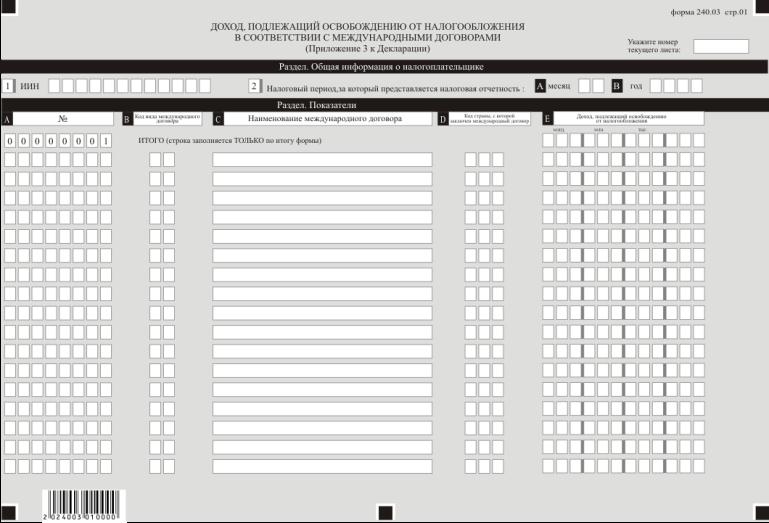 форма 240.03 стр.01
ДОХОД, ПОДЛЕЖАЩИЙ ОСВОБОЖДЕНИЮ ОТ НАЛОГООБЛОЖЕНИЯ
В СООТВЕТСТВИИ С МЕЖДУНАРОДНЫМИ ДОГОВОРАМИ
(Приложение 3 к Декларации)
Укажите номер
текущего листа:
Раздел. Общая информация о налогоплательщике
1 ИИН 2 Налоговый период,за который представляется налоговая отчетность : A месяц B год
Раздел. Показатели
A № B Код вида международного договора C Наименование международного договора D Код страны, с которой заключен международный договор E Доход, подлежащий освобождению от налогообложения
млрд. млн. тыс.
0 0 0 0 0 0 0 1 ИТОГО (строка заполняется ТОЛЬКО по итогу формы)
2 024003 010000